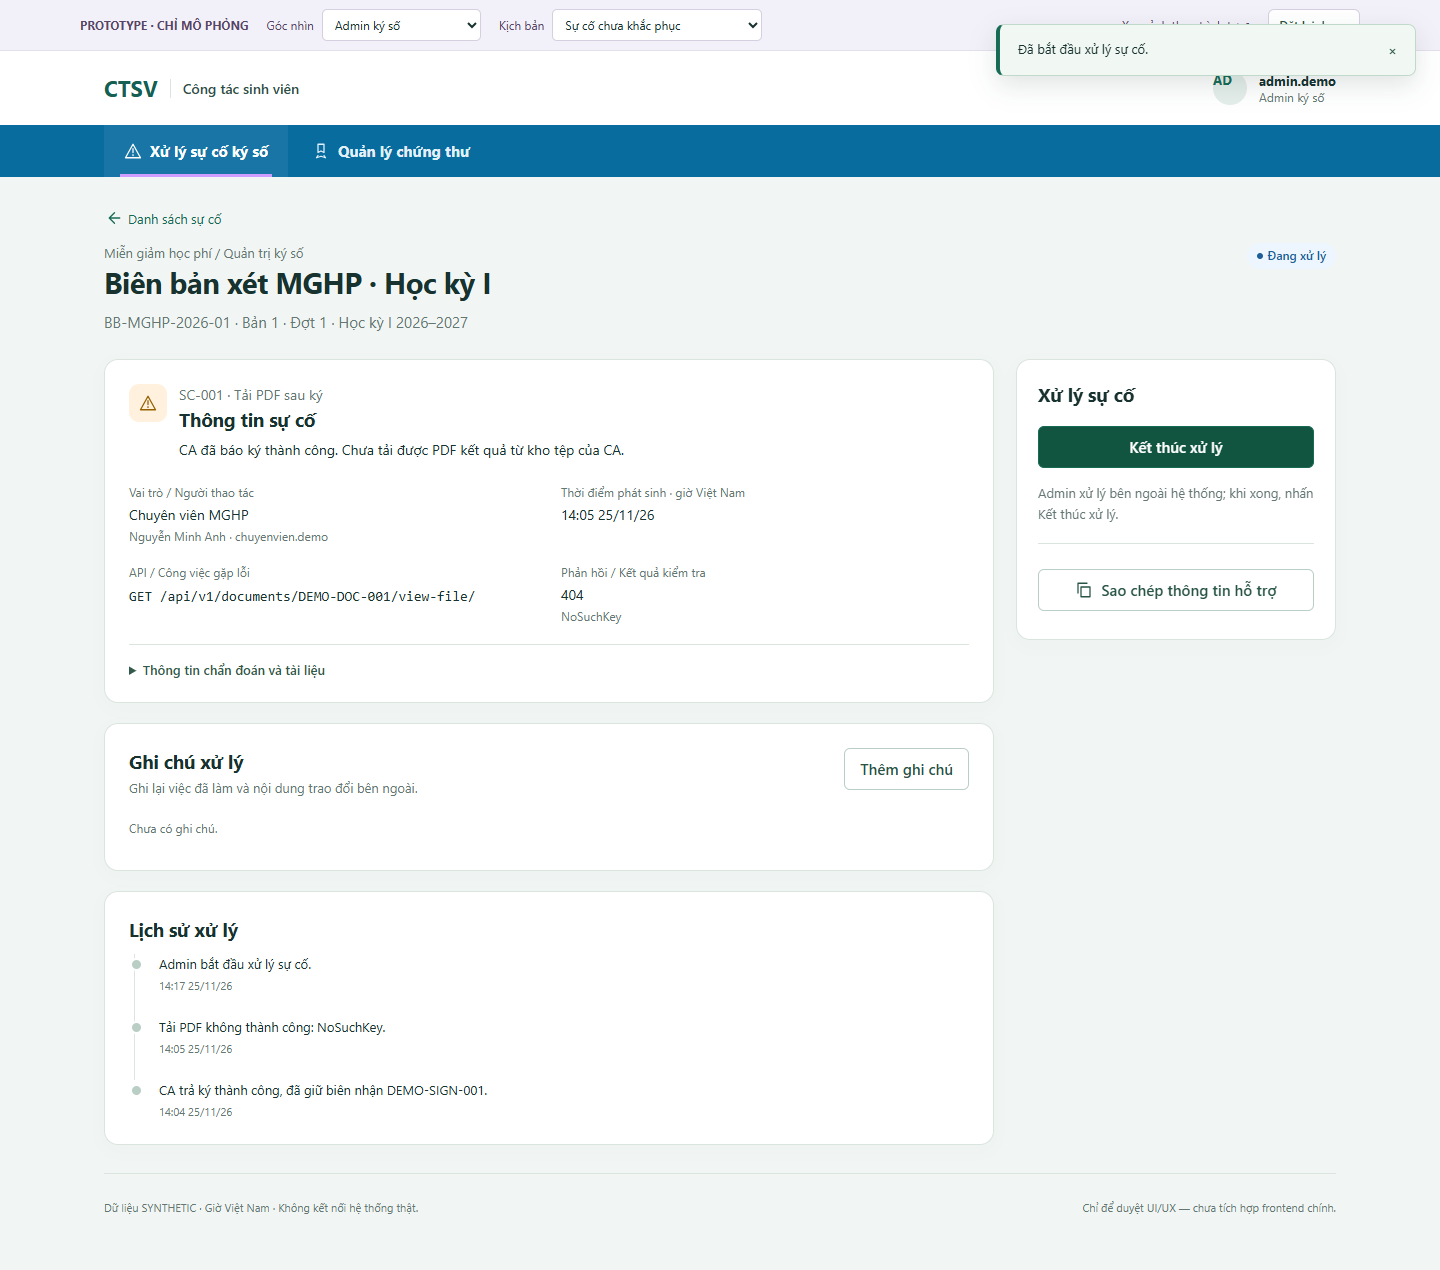 PROTOTYPE · CHỈ MÔ PHỎNG
Góc nhìn
Admin ký số
Kịch bản
Sự cố chưa khắc phục
Đã bắt đầu xử lý sự cố.
×
CTSV
Công tác sinh viên
AD
admin.demo
Admin ký số
Xử lý sự cố ký số
Quản lý chứng thư
Danh sách sự cố
Miễn giảm học phí / Quản trị ký số
Đang xử lý
Biên bản xét MGHP · Học kỳ I
BB-MGHP-2026-01 · Bản 1 · Đợt 1 · Học kỳ I 2026–2027
SC-001 · Tải PDF sau ký
Thông tin sự cố
CA đã báo ký thành công. Chưa tải được PDF kết quả từ kho tệp của CA.
Vai trò / Người thao tác
Chuyên viên MGHP
Nguyễn Minh Anh · chuyenvien.demo
Thời điểm phát sinh · giờ Việt Nam
14:05 25/11/26
API / Công việc gặp lỗi
GET /api/v1/documents/DEMO-DOC-001/view-file/
Phản hồi / Kết quả kiểm tra
404
NoSuchKey
Thông tin chẩn đoán và tài liệu
Xử lý sự cố
Kết thúc xử lý
Admin xử lý bên ngoài hệ thống; khi xong, nhấn
Kết thúc xử lý.
Sao chép thông tin hỗ trợ
Ghi chú xử lý
Ghi lại việc đã làm và nội dung trao đổi bên ngoài.
Thêm ghi chú
Chưa có ghi chú.
Lịch sử xử lý
Admin bắt đầu xử lý sự cố.
14:17 25/11/26
Tải PDF không thành công: NoSuchKey.
14:05 25/11/26
CA trả ký thành công, đã giữ biên nhận DEMO-SIGN-001.
14:04 25/11/26
Dữ liệu SYNTHETIC · Giờ Việt Nam · Không kết nối hệ thống thật.
Chỉ để duyệt UI/UX — chưa tích hợp frontend chính.